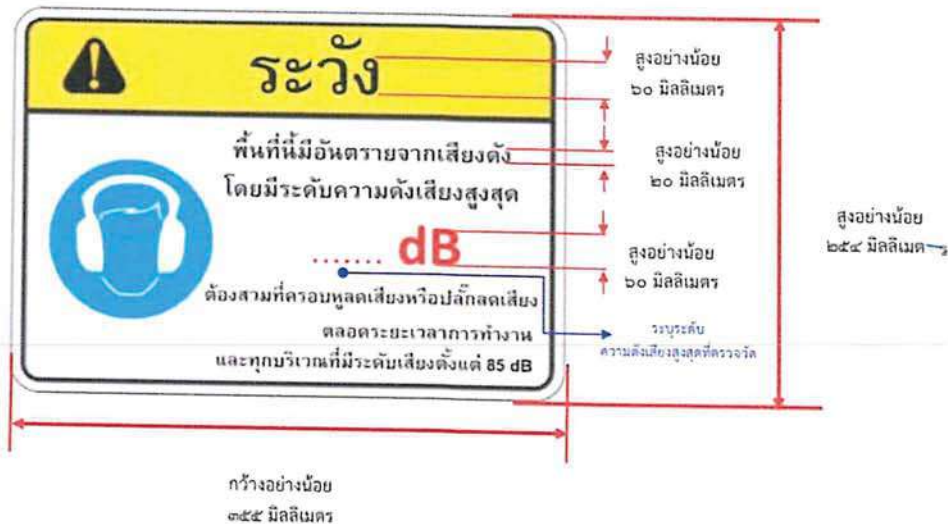 ระวัง
พื้นที่นี้มีอันตรายจากเสียงดัง
โดยมีระดับความดังเสียงสูงสุด
....... dB
ต้องสวมที่ครอบหูลดเสียงหรือปลั๊กลดเสียง
ตลอดระยะเวลาการทำงาน
และทุกบริเวณที่มีระดับเสียงตั้งแต่ 85 dB
สูงอย่างน้อย
๖๐ มิลลิเมตร
สูงอย่างน้อย
๒๐ มิลลิเมตร
สูงอย่างน้อย
๖๐ มิลลิเมตร
ระบุระดับ
ความดังเสียงสูงสุดที่ตรวจวัด
สูงอย่างน้อย
๒๕๔ มิลลิเมตร
กว้างอย่างน้อย
๓๕๕ มิลลิเมตร